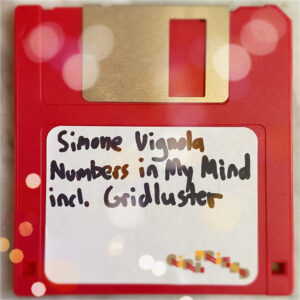 Simone Vignola
Numbers in My Mind
incl. Gridluster